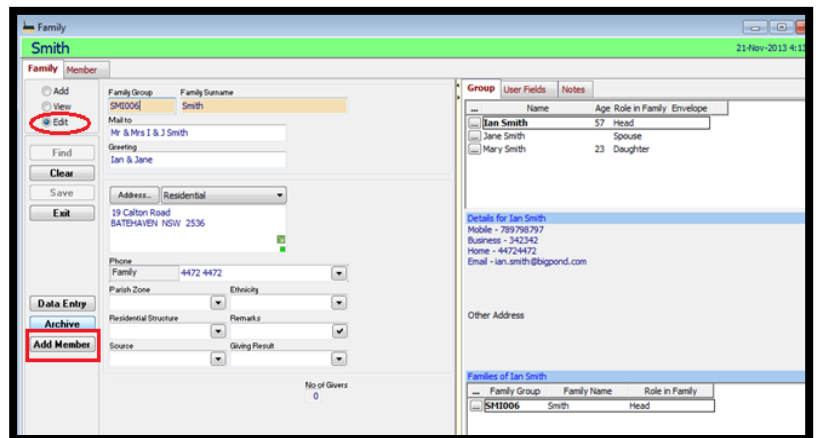 Family
Smith
21-Nov-2013 4:13
Family Member
Add
View
Edit
Find
Clear
Save
Exit
Data Entry
Archive
Add Member
Family Group Family Surname
SMI006 Smith
Mail to
Mr & Mrs I & J Smith
Greeting
Ian & Jane
Address... Residential
19 Calton Road
BATEHAVEN NSW 2536
Phone
Family 4472 4472
Parish Zone Ethnicity
Residential Structure Remarks
Source Giving Result
No of Givers
0
Group User Fields Notes
... Name Age Role in Family Envelope
... Ian Smith 57 Head
... Jane Smith Spouse
... Mary Smith 23 Daughter
Details for Ian Smith
Mobile - 789798797
Business - 342342
Home - 44724472
Email - ian.smith@bigpond.com
Other Address
Families of Ian Smith
... Family Group Family Name Role in Family
... SMI006 Smith Head